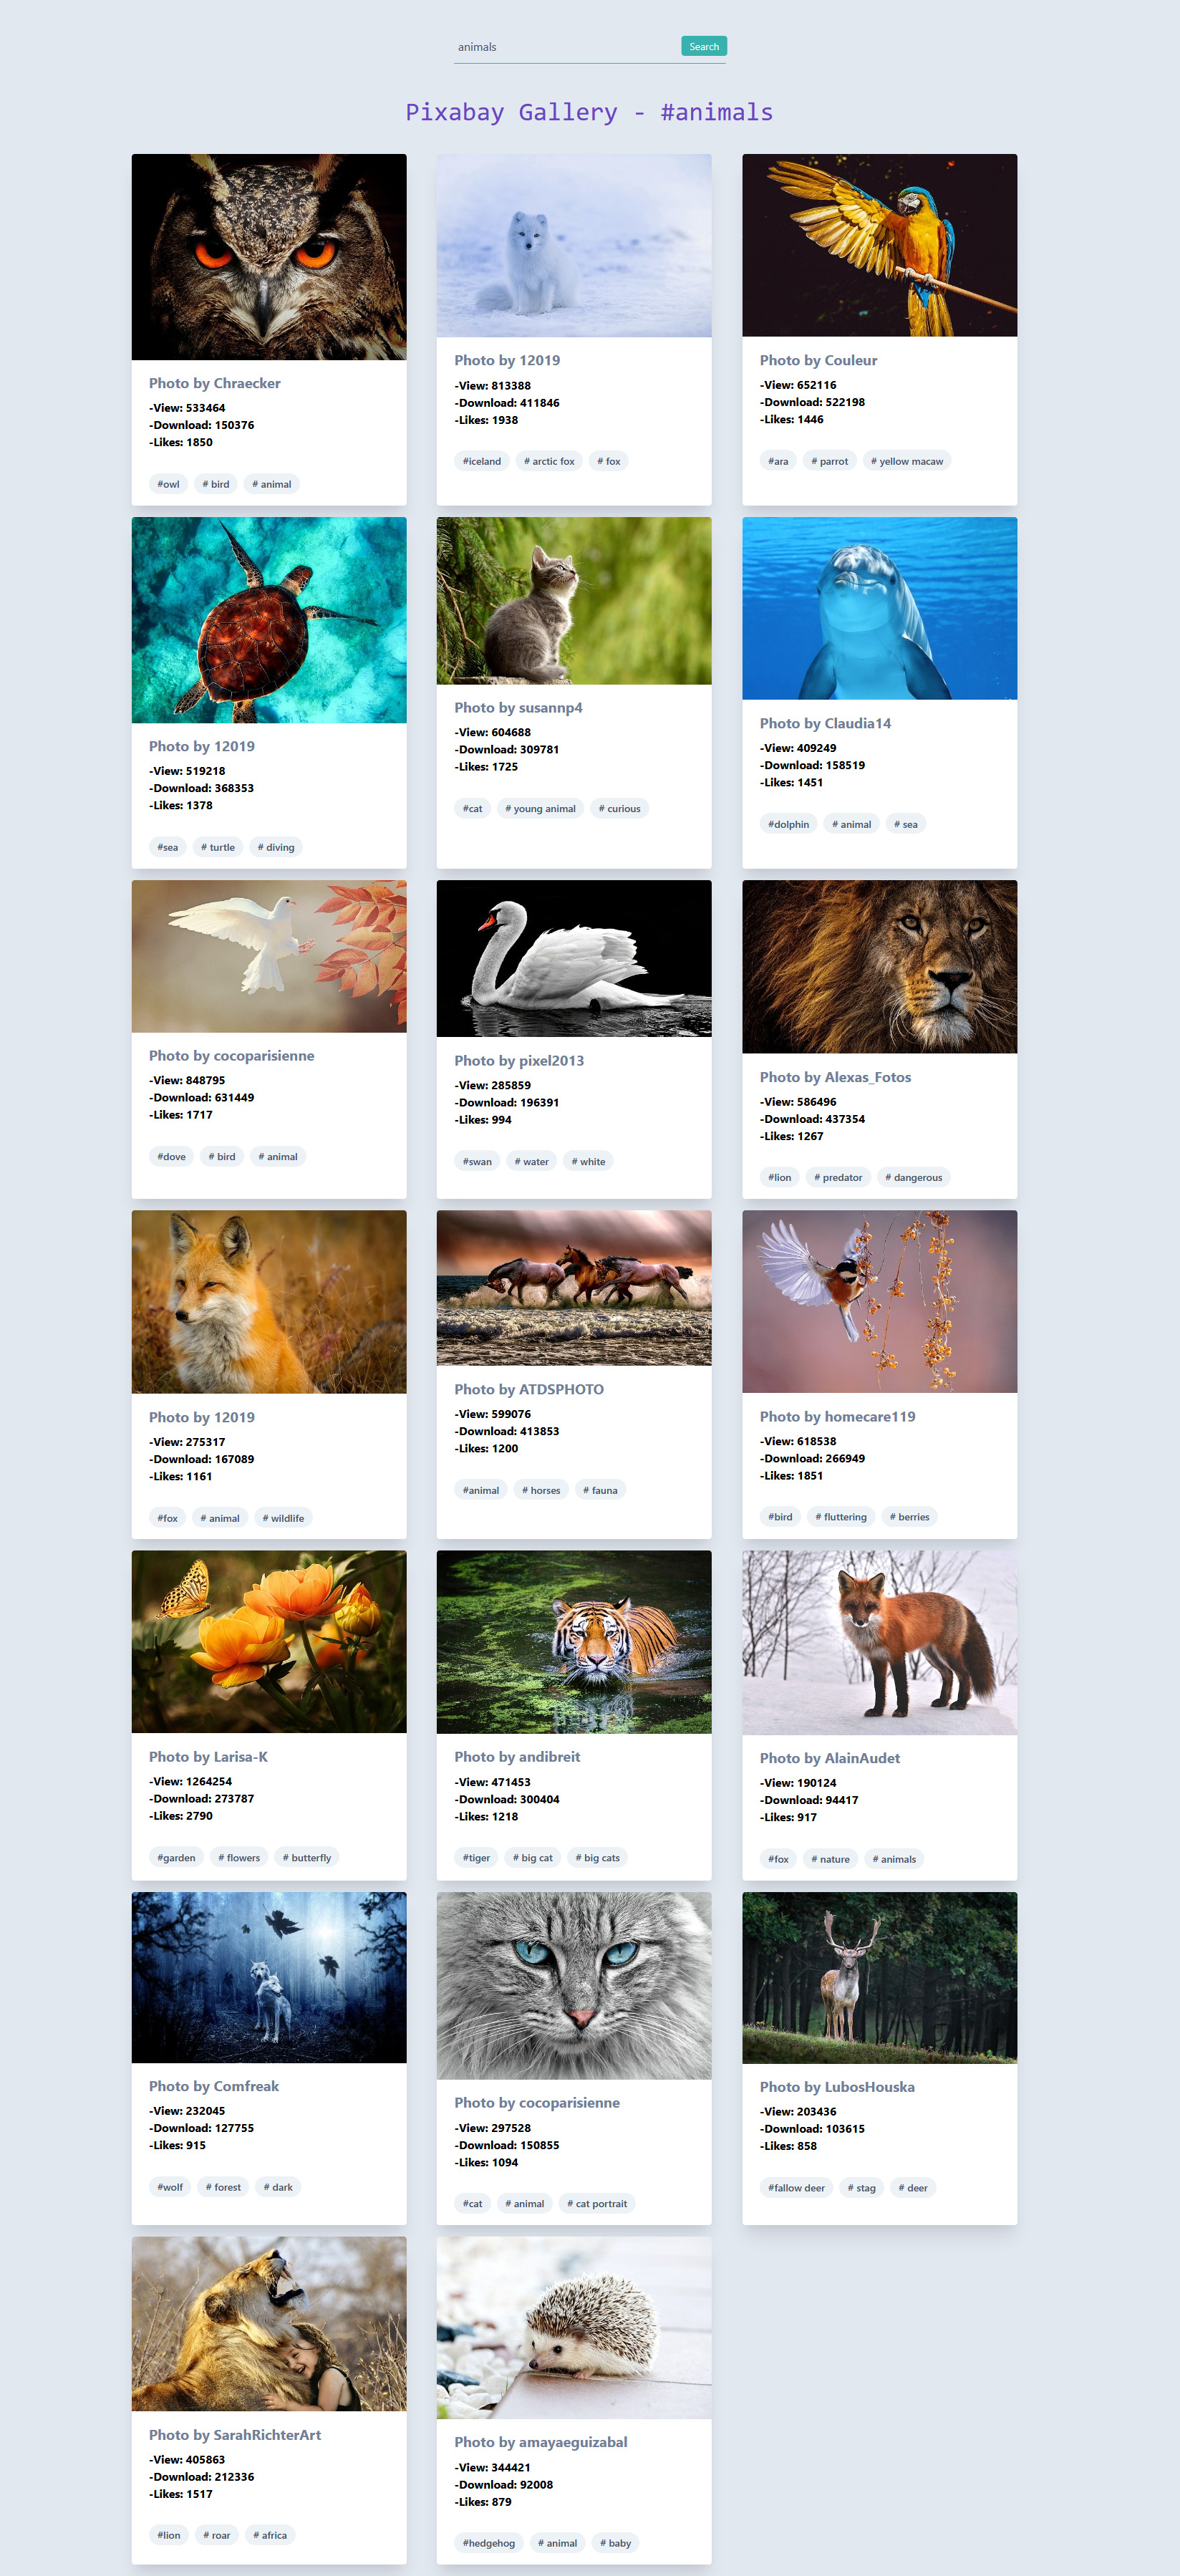 animals
Search
Pixabay Gallery - #animals
Photo by Chraecker
-View: 533464
-Download: 150376
-Likes: 1850
#owl # bird # animal
Photo by 12019
-View: 813388
-Download: 411846
-Likes: 1938
#iceland # arctic fox # fox
Photo by Couleur
-View: 652116
-Download: 522198
-Likes: 1446
#ara # parrot # yellow macaw
Photo by 12019
-View: 519218
-Download: 368353
-Likes: 1378
#sea # turtle # diving
Photo by susannp4
-View: 604688
-Download: 309781
-Likes: 1725
#cat # young animal # curious
Photo by Claudia14
-View: 409249
-Download: 158519
-Likes: 1451
#dolphin # animal # sea
Photo by cocoparisienne
-View: 848795
-Download: 631449
-Likes: 1717
#dove # bird # animal
Photo by pixel2013
-View: 285859
-Download: 196391
-Likes: 994
#swan # water # white
Photo by Alexas_Fotos
-View: 586496
-Download: 437354
-Likes: 1267
#lion # predator # dangerous
Photo by 12019
-View: 275317
-Download: 167089
-Likes: 1161
#fox # animal # wildlife
Photo by ATDSPHOTO
-View: 599076
-Download: 413853
-Likes: 1200
#animal # horses # fauna
Photo by homecare119
-View: 618538
-Download: 266949
-Likes: 1851
#bird # fluttering # berries
Photo by Larisa-K
-View: 1264254
-Download: 273787
-Likes: 2790
#garden # flowers # butterfly
Photo by andibreit
-View: 471453
-Download: 300404
-Likes: 1218
#tiger # big cat # big cats
Photo by AlainAudet
-View: 190124
-Download: 94417
-Likes: 917
#fox # nature # animals
Photo by Comfreak
-View: 232045
-Download: 127755
-Likes: 915
#wolf # forest # dark
Photo by cocoparisienne
-View: 297528
-Download: 150855
-Likes: 1094
#cat # animal # cat portrait
Photo by LubosHouska
-View: 203436
-Download: 103615
-Likes: 858
#fallow deer # stag # deer
Photo by SarahRichterArt
-View: 405863
-Download: 212336
-Likes: 1517
#lion # roar # africa
Photo by amayaeguizabal
-View: 344421
-Download: 92008
-Likes: 879
#hedgehog # animal # baby